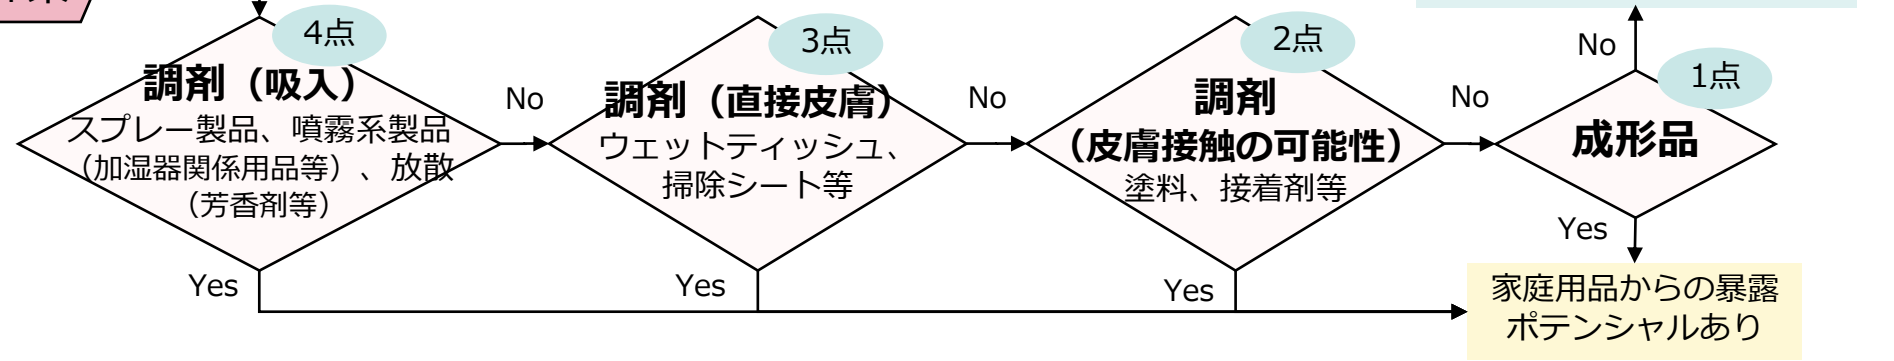 4点
調剤（吸入）
スプレー製品、噴霧系製品
（加湿器関係用品等）、放散
（芳香剤等）
Yes
No
3点
調剤（直接皮膚）
ウェットティッシュ、
掃除シート等
Yes
No
2点
調剤
（皮膚接触の可能性）
塗料、接着剤等
Yes
No
1点
成形品
No
Yes
家庭用品からの暴露
ポテンシャルあり